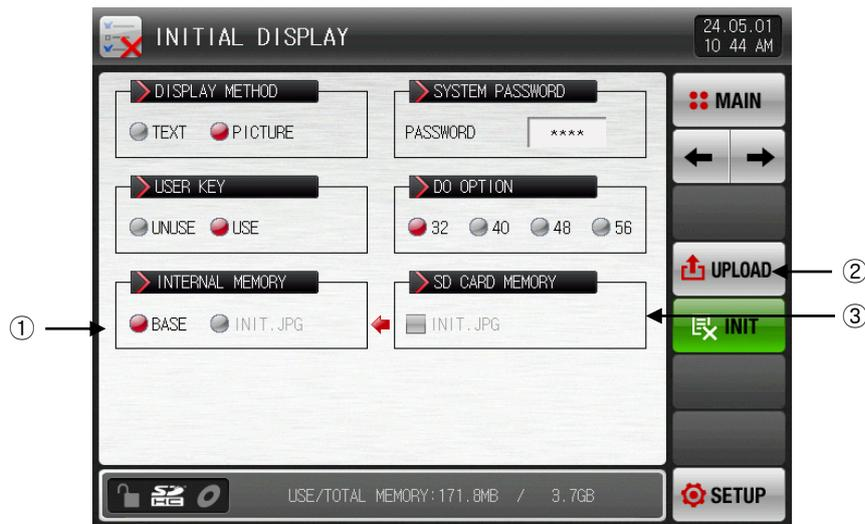 INITIAL DISPLAY
24.05.01
10 44 AM
DISPLAY METHOD
TEXT PICTURE
SYSTEM PASSWORD
PASSWORD ****
MAIN
USER KEY
UNUSE USE
DO OPTION
32 40 48 56
UPLOAD ②
INTERNAL MEMORY
BASE INIT.JPG
SD CARD MEMORY
INIT.JPG
①
③
INIT
SD HC
USE/TOTAL MEMORY:171.8MB / 3.7GB
SETUP